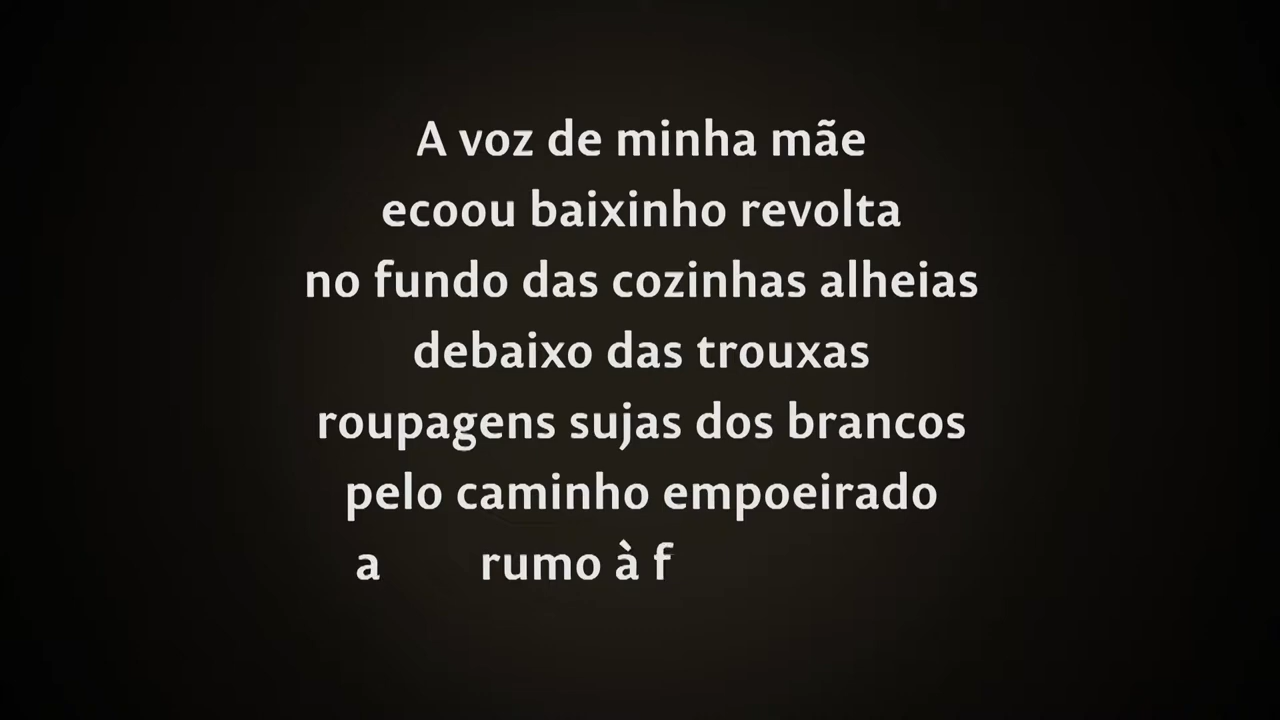 A voz de minha mãe
ecoou baixinho revolta
no fundo das cozinhas alheias
debaixo das trouxas
roupagens sujas dos brancos
pelo caminho empoeirado
a rumo à f